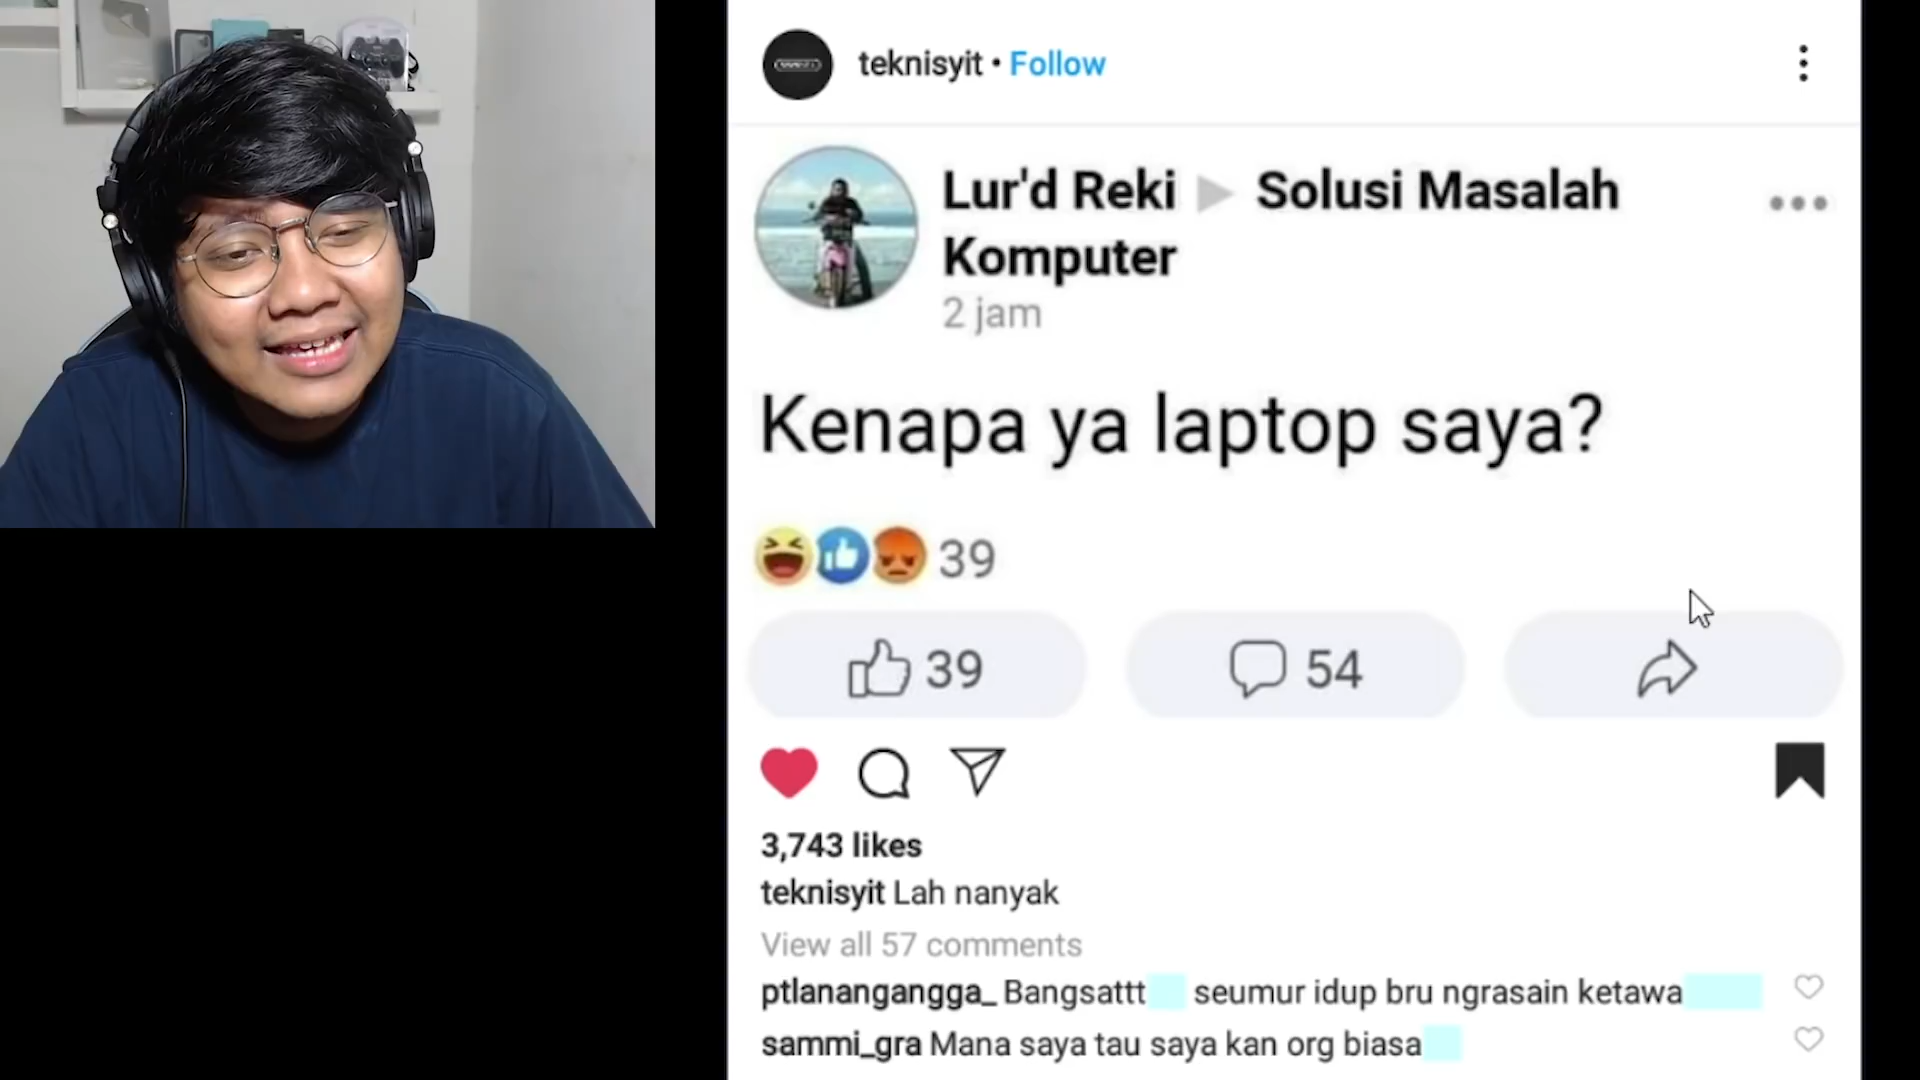 teknisyit • Follow
Lur'd Reki ▶ Solusi Masalah
Komputer
2 jam
Kenapa ya laptop saya?
39
39
54
3,743 likes
teknisyit Lah nanyak
View all 57 comments
ptlanangangga_ Bangsattt seumur idup bru ngrasain ketawa
sammi_gra Mana saya tau saya kan org biasa